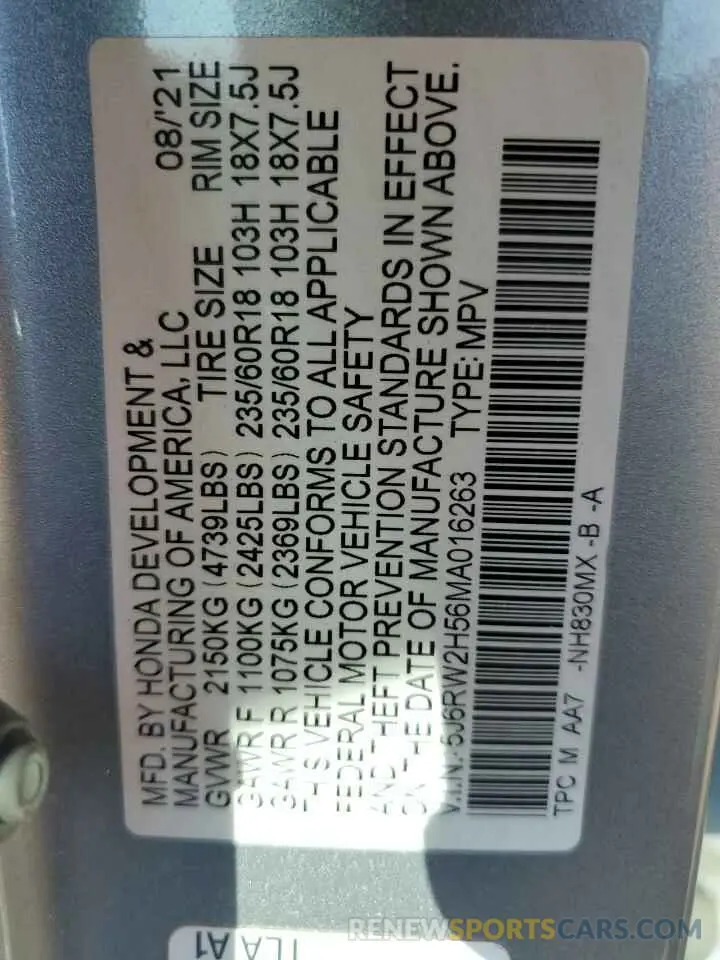 MFD. BY HONDA DEVELOPMENT &
MANUFACTURING OF AMERICA, LLC 08/'21
GVWR 2150KG (4739LBS) TIRE SIZE RIM SIZE
GAWR F 1100KG (2425LBS) 235/60R18 103H 18X7.5J
GAWR R 1075KG (2369LBS) 235/60R18 103H 18X7.5J
THIS VEHICLE CONFORMS TO ALL APPLICABLE
FEDERAL MOTOR VEHICLE SAFETY
AND THEFT PREVENTION STANDARDS IN EFFECT
ON THE DATE OF MANUFACTURE SHOWN ABOVE.
V.I.N.: 5J6RW2H56MA016263 TYPE: MPV
TPC M AA7 -NH830MX -B -A
A1
RENEWSPORTSCARS.COM